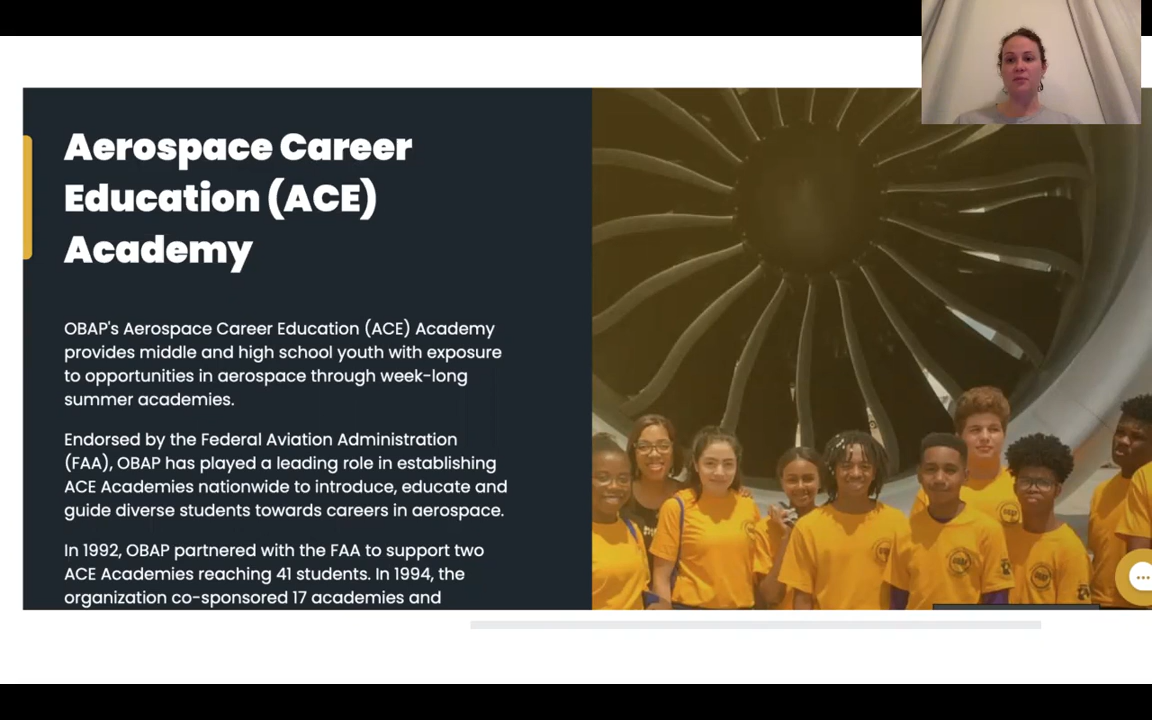 Aerospace Career
Education (ACE)
Academy
OBAP's Aerospace Career Education (ACE) Academy
provides middle and high school youth with exposure
to opportunities in aerospace through week-long
summer academies.
Endorsed by the Federal Aviation Administration
(FAA), OBAP has played a leading role in establishing
ACE Academies nationwide to introduce, educate and
guide diverse students towards careers in aerospace.
In 1992, OBAP partnered with the FAA to support two
ACE Academies reaching 41 students. In 1994, the
organization co-sponsored 17 academies and